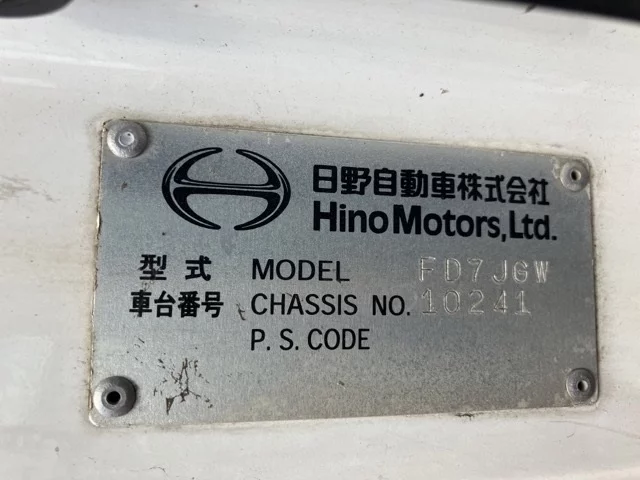 日野自動車株式会社
Hino Motors, Ltd.
型式 MODEL FD7JGW
車台番号 CHASSIS NO. 10241
P. S. CODE